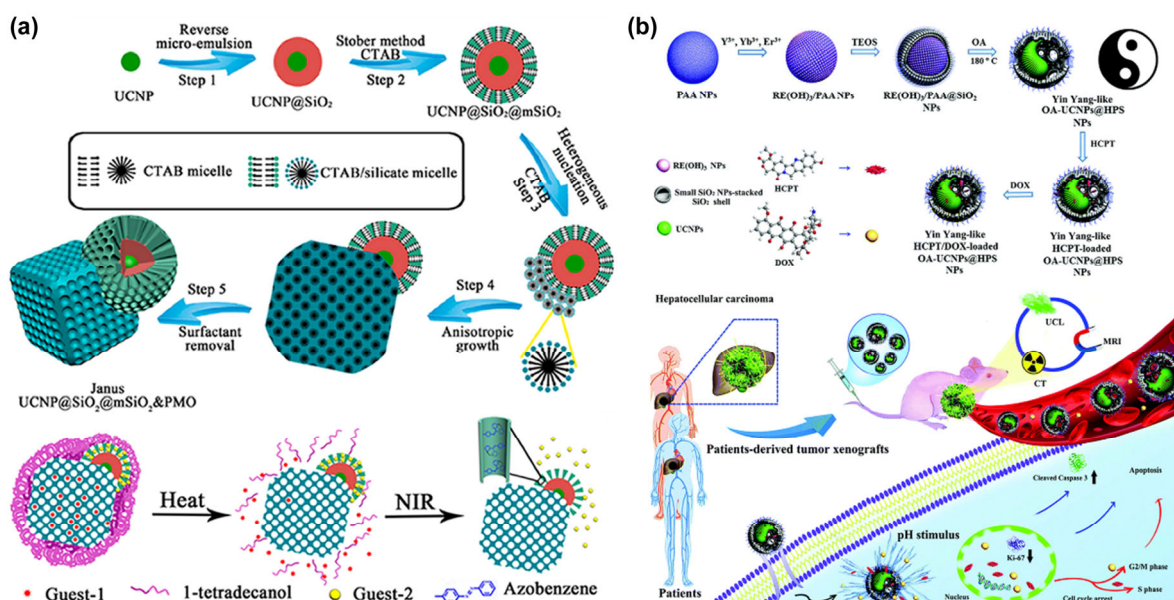 (a)
Reverse
micro-emulsion
Step 1
Stober method
CTAB
Step 2
UCNP
UCNP@SiO₂
UCNP@SiO₂@mSiO₂
CTAB micelle
CTAB/silicate micelle
Heterogeneous
nucleation
CTAB
Step 3
Step 4
Anisotropic
growth
Step 5
Surfactant
removal
Janus
UCNP@SiO₂@mSiO₂&PMO
Heat
NIR
Guest-1
1-tetradecanol
Guest-2
Azobenzene
(b)
Y³⁺, Yb³⁺, Er³⁺
TEOS
OA
180 °C
PAA NPs
RE(OH)₃/PAA NPs
RE(OH)₃/PAA@SiO₂
NPs
Yin Yang-like
OA-UCNPs@HPS
NPs
HCPT
RE(OH)₃ NPs
Small SiO₂ NPs-stacked
SiO₂ shell
UCNPs
HCPT
DOX
DOX
Yin Yang-like
HCPT/DOX-loaded
OA-UCNPs@HPS
NPs
Yin Yang-like
HCPT-loaded
OA-UCNPs@HPS
NPs
Hepatocellular carcinoma
UCL
MRI
CT
Patients-derived tumor xenografts
Cleaved Caspase 3
Apoptosis
pH stimulus
Ki-67
G2/M phase
S phase
Nucleus
Cell cycle arrest
Patients